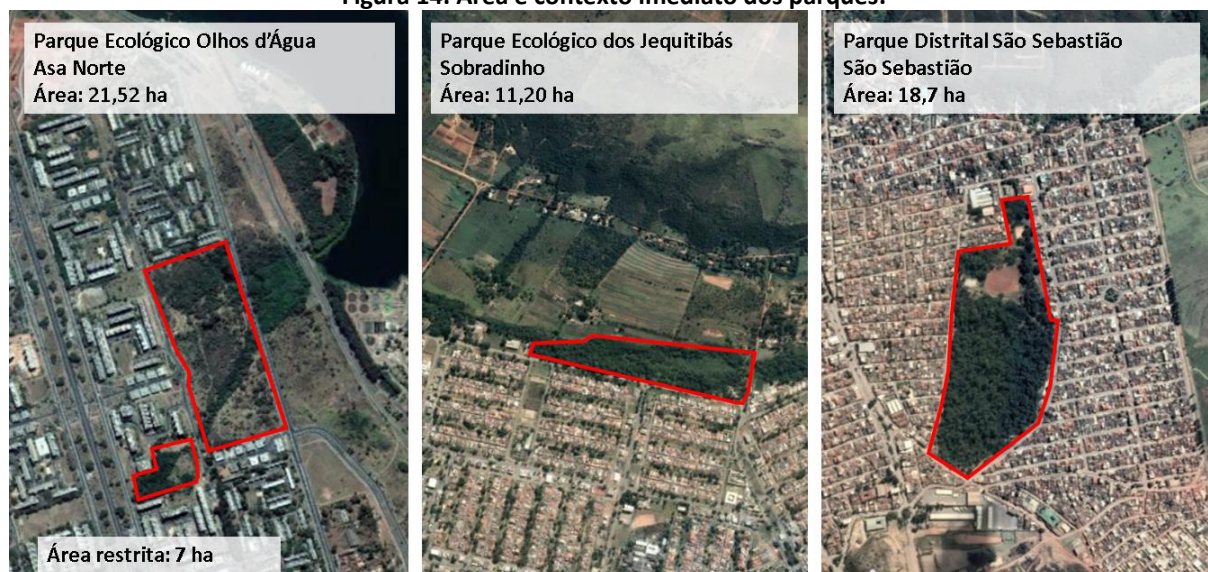 Figura 14: Área e contexto imediato dos parques.
Parque Ecológico Olhos d'Água
Asa Norte
Área: 21,52 ha
Área restrita: 7 ha
Parque Ecológico dos Jequitibás
Sobradinho
Área: 11,20 ha
Parque Distrital São Sebastião
São Sebastião
Área: 18,7 ha